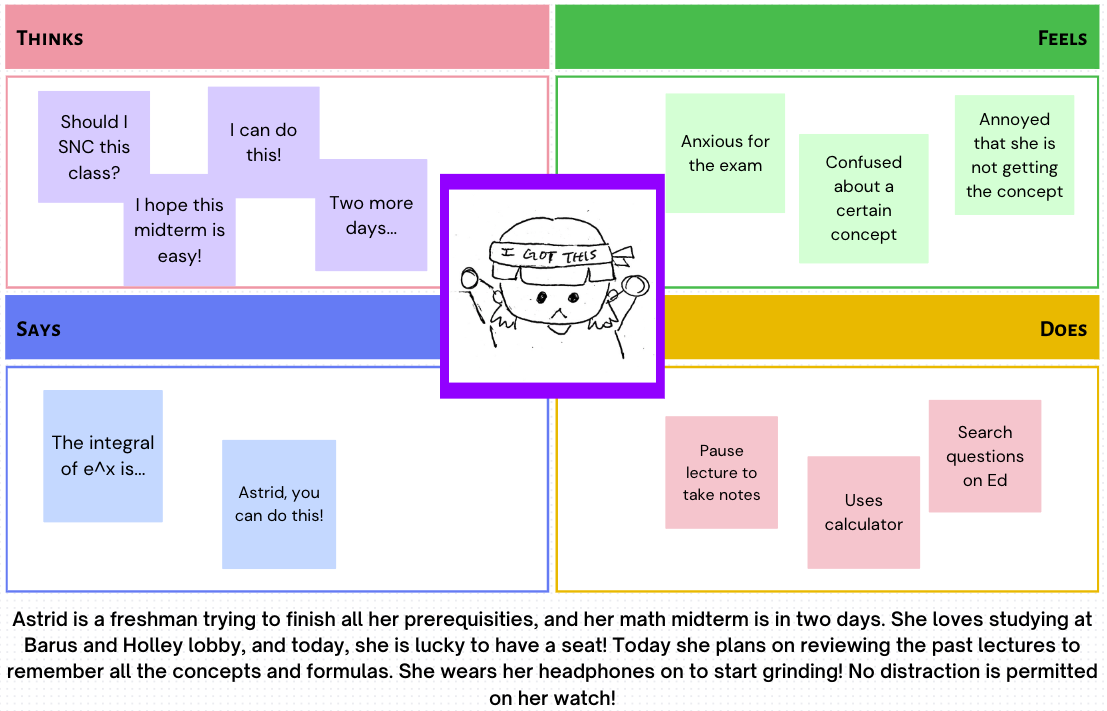 THINKS
FEELS
Should I
SNC this
class?
I can do
this!
I hope this
midterm is
easy!
Two more
days...
Anxious for
the exam
Confused
about a
certain
concept
Annoyed
that she is
not getting
the concept
I GOT THIS
SAYS
DOES
The integral
of e^x is...
Astrid, you
can do this!
Pause
lecture to
take notes
Uses
calculator
Search
questions
on Ed
Astrid is a freshman trying to finish all her prerequisities, and her math midterm is in two days. She loves studying at
Barus and Holley lobby, and today, she is lucky to have a seat! Today she plans on reviewing the past lectures to
remember all the concepts and formulas. She wears her headphones on to start grinding! No distraction is permitted
on her watch!